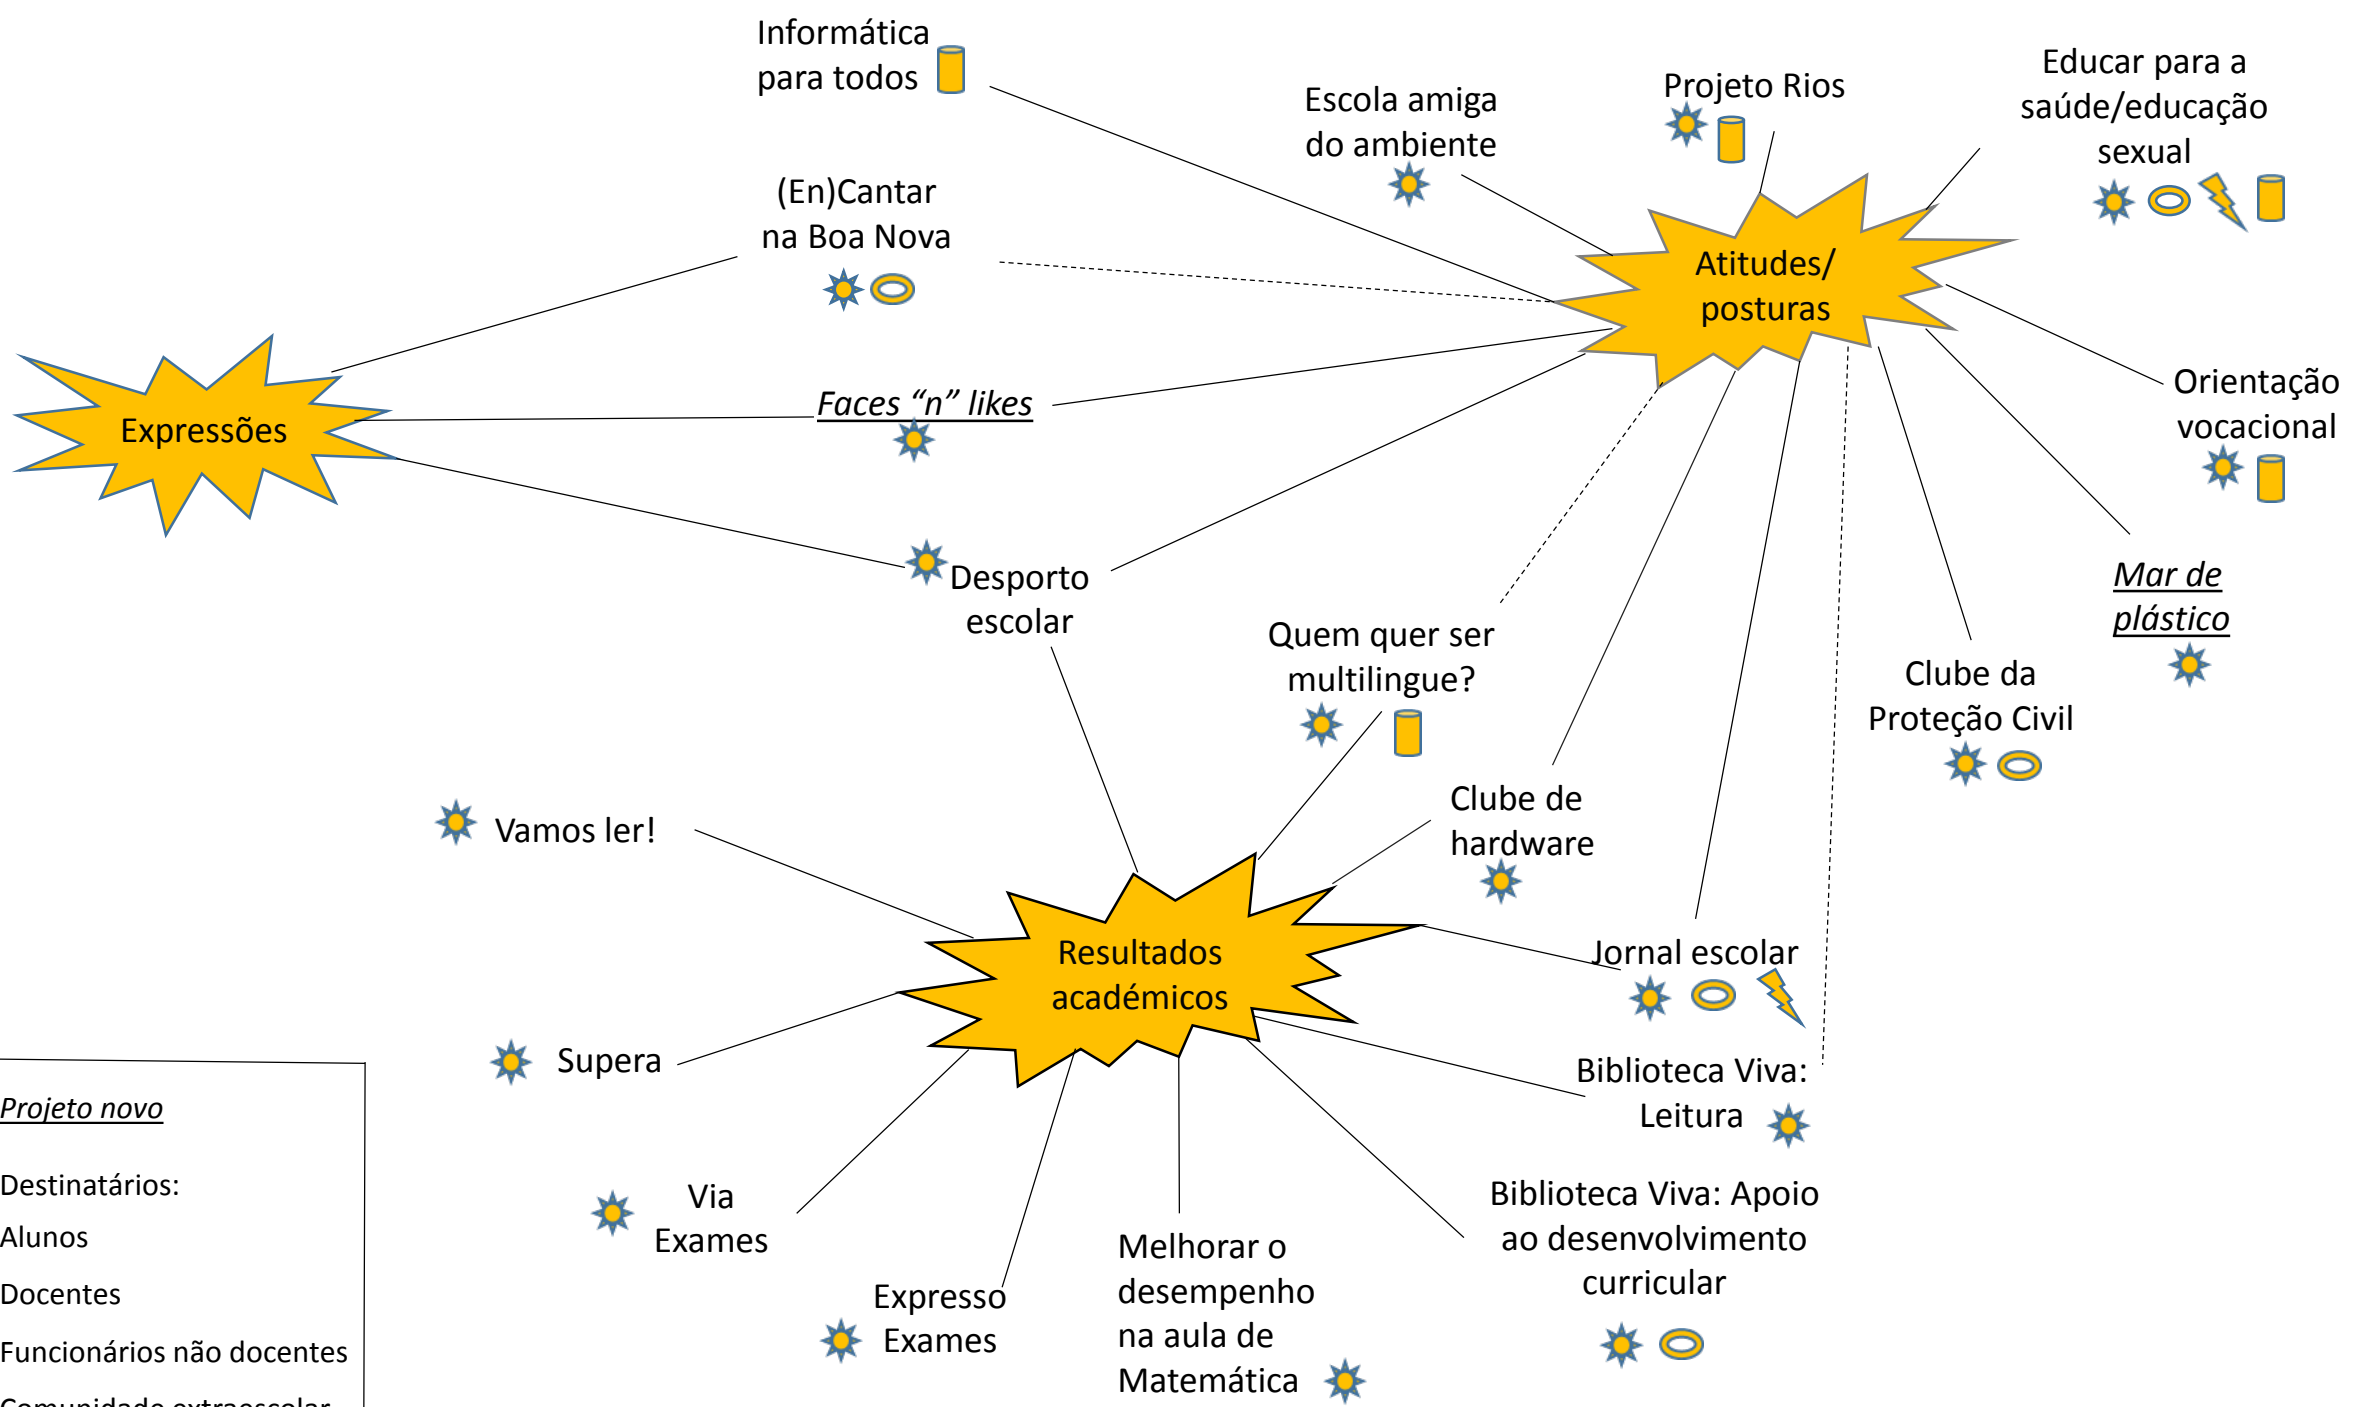 Informática
para todos
Escola amiga
do ambiente
Projeto Rios
Educar para a
saúde/educação
sexual
(En)Cantar
na Boa Nova
Atitudes/
posturas
Expressões
Faces “n” likes
Orientação
vocacional
Desporto
escolar
Mar de
plástico
Quem quer ser
multilingue?
Clube da
Proteção Civil
Vamos ler!
Clube de
hardware
Resultados
académicos
Jornal escolar
Supera
Biblioteca Viva:
Leitura
Via
Exames
Biblioteca Viva: Apoio
ao desenvolvimento
curricular
Expresso
Exames
Melhorar o
desempenho
na aula de
Matemática
Projeto novo
Destinatários:
Alunos
Docentes
Funcionários não docentes
Comunidade extraescolar